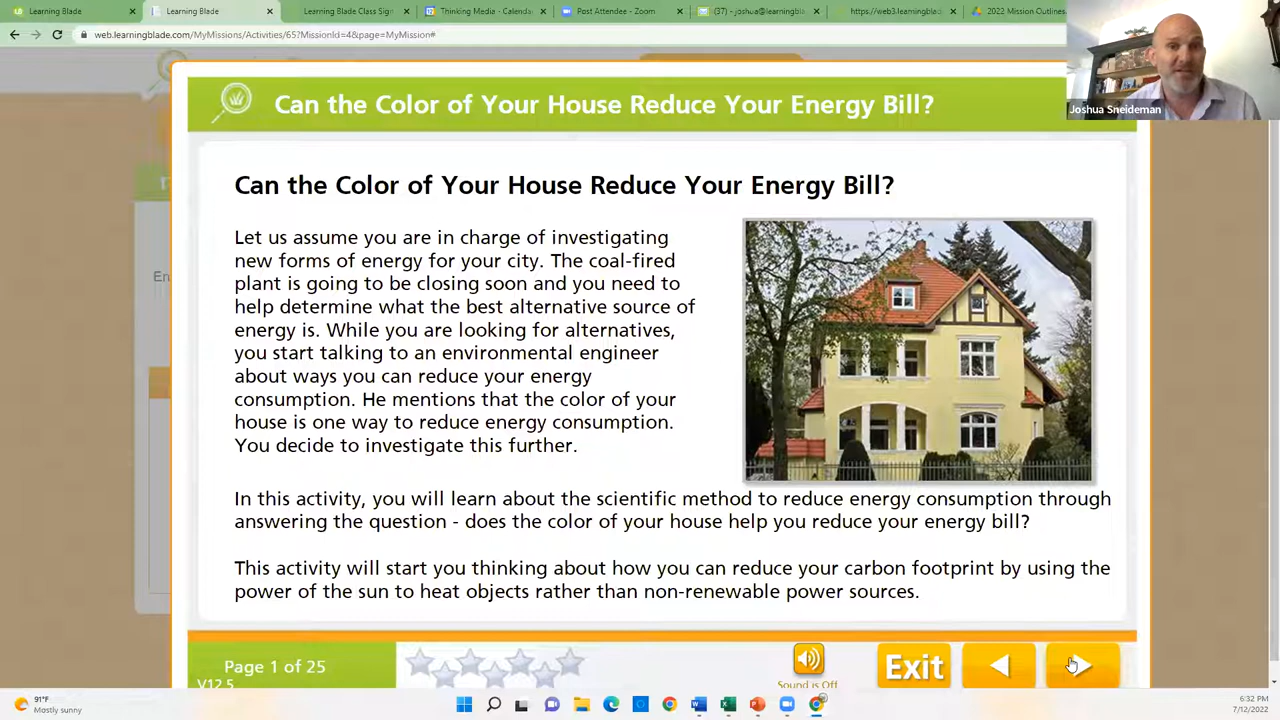 Learning Blade
Learning Blade
Learning Blade Class Sign
Thinking Media - Calenda
Post Attendee - Zoom
(37) - joshua@learningbla
https://web3.learningblad
2022 Mission Outlines
web.learningblade.com/MyMissions/Activities/65?MissionId=4&page=MyMission#
Joshua Sneideman
Can the Color of Your House Reduce Your Energy Bill?
Can the Color of Your House Reduce Your Energy Bill?
Let us assume you are in charge of investigating
new forms of energy for your city. The coal-fired
plant is going to be closing soon and you need to
help determine what the best alternative source of
energy is. While you are looking for alternatives,
you start talking to an environmental engineer
about ways you can reduce your energy
consumption. He mentions that the color of your
house is one way to reduce energy consumption.
You decide to investigate this further.
In this activity, you will learn about the scientific method to reduce energy consumption through
answering the question - does the color of your house help you reduce your energy bill?
This activity will start you thinking about how you can reduce your carbon footprint by using the
power of the sun to heat objects rather than non-renewable power sources.
En
Page 1 of 25
V12.5
Sound is Off
Exit
91°F
Mostly sunny
6:32 PM
7/12/2022